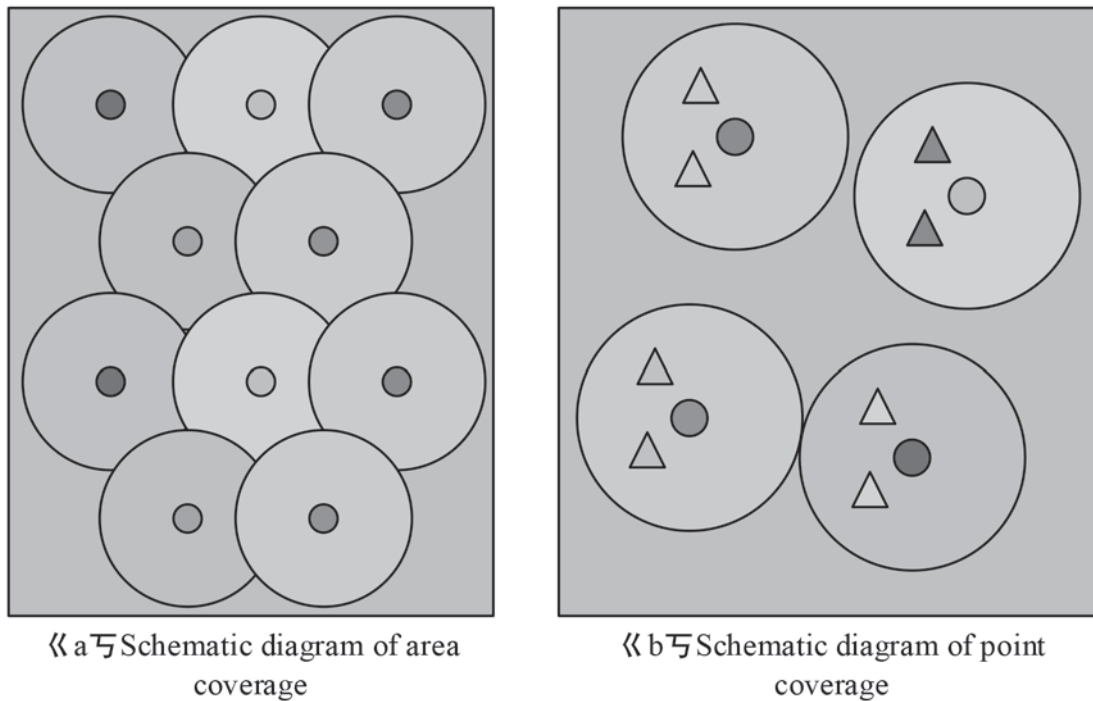 ⟪a丂Schematic diagram of area
coverage
⟪b丂Schematic diagram of point
coverage